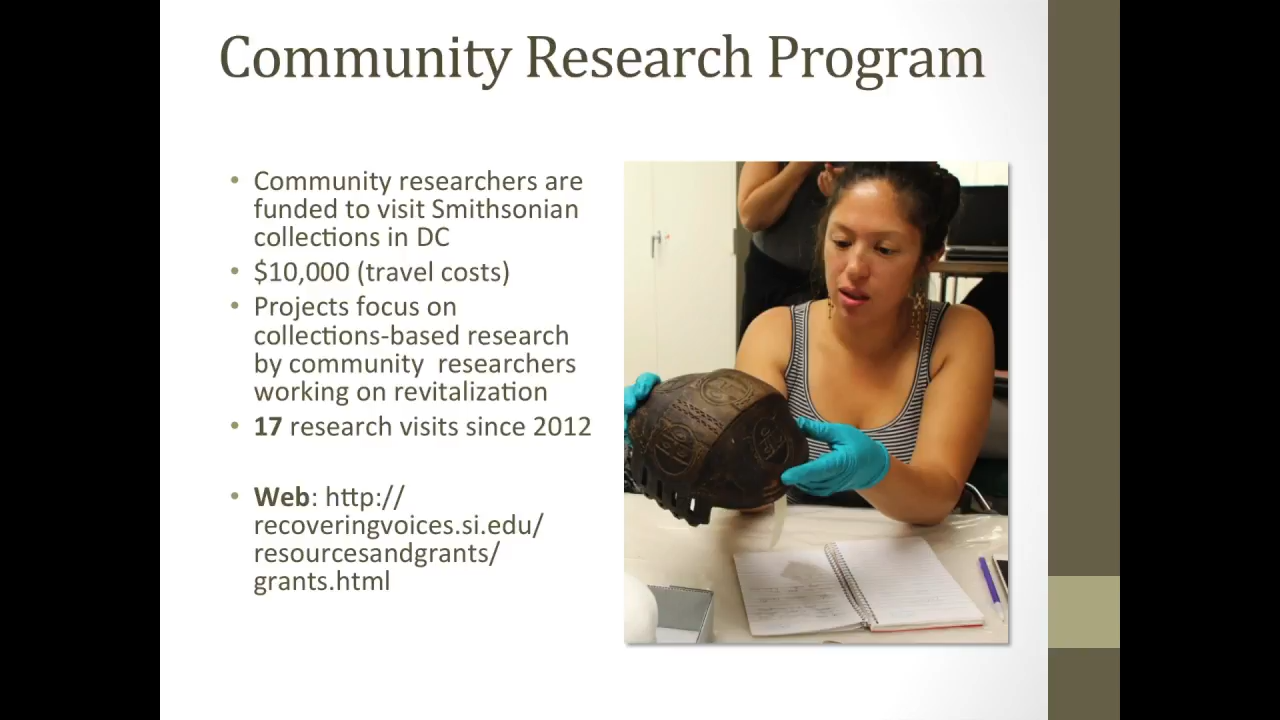 Community Research Program
• Community researchers are
funded to visit Smithsonian
collections in DC
• $10,000 (travel costs)
• Projects focus on
collections-based research
by community  researchers
working on revitalization
• 17 research visits since 2012
• Web: http://
recoveringvoices.si.edu/
resourcesandgrants/
grants.html